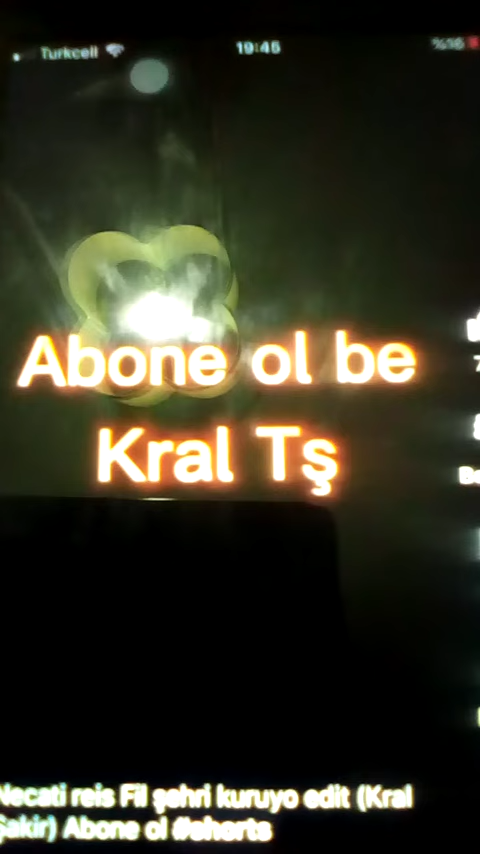 Turkcell 19:45
Abone ol be
Kral Tş
Necati reis Fil şehri kuruyo edit (Kral
Şakir) Abone ol #shorts